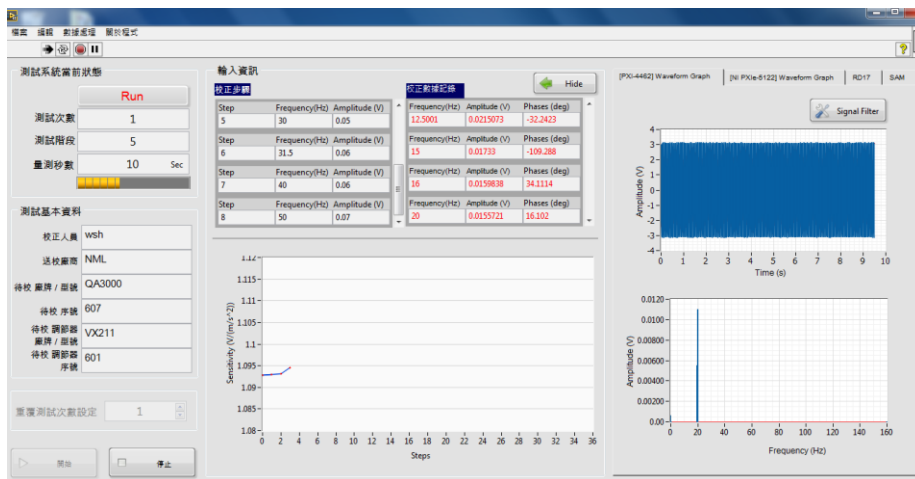 檔案 編輯 數據處理 關於程式
測試系統當前狀態
Run
測試次數 1
測試階段 5
量測秒數 10 Sec
測試基本資料
校正人員 wsh
送校廠商 NML
待校 廠牌 / 型號 QA3000
待校 序號 607
待校 調節器 廠牌 / 型號 VX211
待校 調節器 序號 601
重覆測試次數設定 1
開始 停止
輸入資訊
校正步驟
Step Frequency(Hz) Amplitude (V)
5 30 0.05
Step Frequency(Hz) Amplitude (V)
6 31.5 0.06
Step Frequency(Hz) Amplitude (V)
7 40 0.06
Step Frequency(Hz) Amplitude (V)
8 50 0.07
校正數據記錄
Hide
Frequency(Hz) Amplitude (V) Phases (deg)
12.5001 0.0215073 -32.2423
Frequency(Hz) Amplitude (V) Phases (deg)
15 0.01733 -109.288
Frequency(Hz) Amplitude (V) Phases (deg)
16 0.0159838 34.1114
Frequency(Hz) Amplitude (V) Phases (deg)
20 0.0155721 16.102
Sensitivity (V/(m/s^2))
1.12
1.115
1.11
1.105
1.1
1.095
1.09
1.085
1.08
0 2 4 6 8 10 12 14 16 18 20 22 24 26 28 30 32 34 36
Steps
[PXI-4462] Waveform Graph [NI PXIe-5122] Waveform Graph RD17 SAM
Signal Filter
Amplitude (V)
4
3
2
1
0
-1
-2
-3
-4
0 1 2 3 4 5 6 7 8 9 10
Time (s)
Amplitude (V)
0.0120
0.0100
0.00800
0.00600
0.00400
0.00200
0.00
0 20 40 60 80 100 120 140 160
Frequency (Hz)